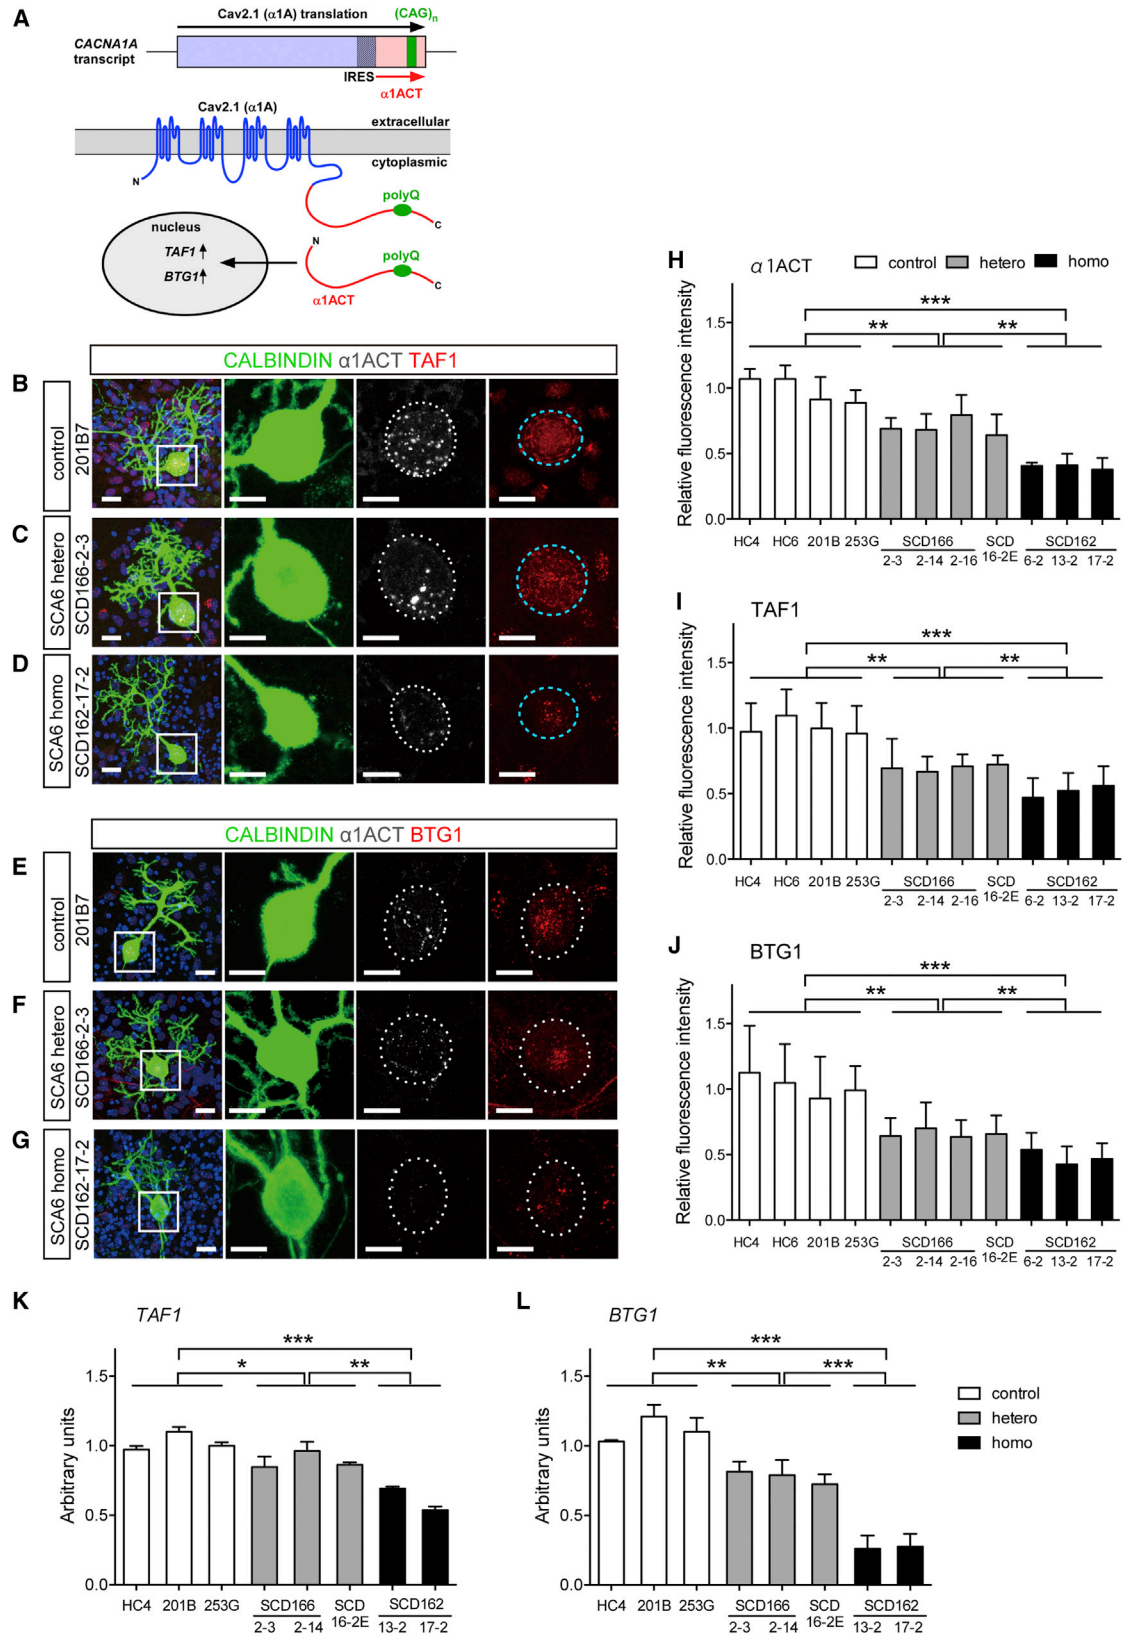 A
Cav2.1 (α1A) translation
(CAG)n
CACNA1A
transcript
IRES
α1ACT
Cav2.1 (α1A)
extracellular
cytoplasmic
N
polyQ
C
nucleus
TAF1
BTG1
N
polyQ
C
α1ACT
CALBINDIN α1ACT TAF1
B
control
201B7
C
SCA6 hetero
SCD166-2-3
D
SCA6 homo
SCD162-17-2
CALBINDIN α1ACT BTG1
E
control
201B7
F
SCA6 hetero
SCD166-2-3
G
SCA6 homo
SCD162-17-2
H
α1ACT
control hetero homo
Relative fluorescence intensity
1.5
1.0
0.5
0.0
***
** **
HC4 HC6 201B 253G SCD166 SCD SCD162
2-3 2-14 2-16 16-2E 6-2 13-2 17-2
I
TAF1
Relative fluorescence intensity
1.5
1.0
0.5
0.0
***
** **
HC4 HC6 201B 253G SCD166 SCD SCD162
2-3 2-14 2-16 16-2E 6-2 13-2 17-2
J
BTG1
Relative fluorescence intensity
1.5
1.0
0.5
0.0
***
** **
HC4 HC6 201B 253G SCD166 SCD SCD162
2-3 2-14 2-16 16-2E 6-2 13-2 17-2
K
TAF1
Arbitrary units
1.5
1.0
0.5
0.0
***
* **
HC4 201B 253G SCD166 SCD SCD162
2-3 2-14 16-2E 13-2 17-2
L
BTG1
Arbitrary units
1.5
1.0
0.5
0.0
***
** ***
HC4 201B 253G SCD166 SCD SCD162
2-3 2-14 16-2E 13-2 17-2
control
hetero
homo